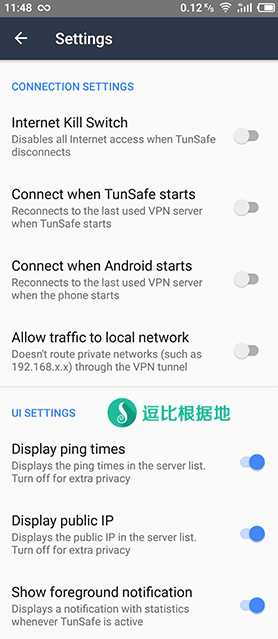 11:48 0.12 K/s
Settings
CONNECTION SETTINGS
Internet Kill Switch
Disables all Internet access when TunSafe
disconnects
Connect when TunSafe starts
Reconnects to the last used VPN server
when TunSafe starts
Connect when Android starts
Reconnects to the last used VPN server
when the phone starts
Allow traffic to local network
Doesn't route private networks (such as
192.168.x.x) through the VPN tunnel
UI SETTINGS
逗比根据地
Display ping times
Displays the ping times in the server list.
Turn off for extra privacy
Display public IP
Displays the public IP in the server list.
Turn off for extra privacy
Show foreground notification
Displays a notification with statistics
whenever TunSafe is active